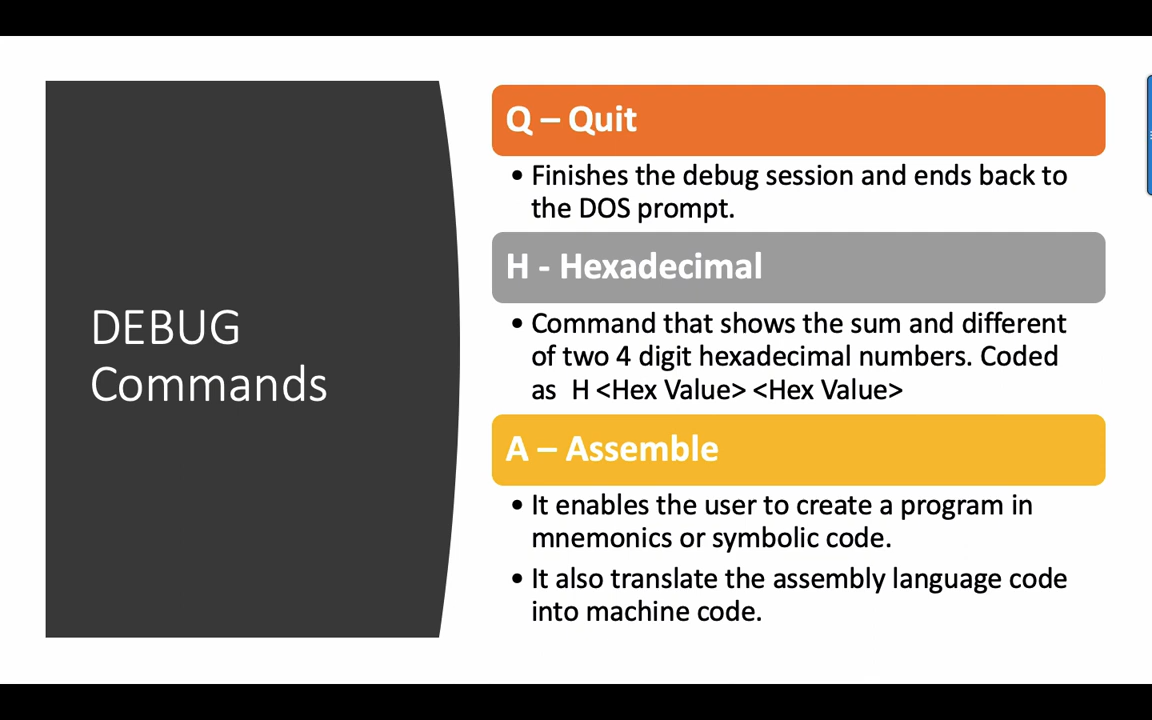 DEBUG
Commands
Q – Quit
• Finishes the debug session and ends back to
the DOS prompt.
H - Hexadecimal
• Command that shows the sum and different
of two 4 digit hexadecimal numbers. Coded
as  H <Hex Value> <Hex Value>
A – Assemble
• It enables the user to create a program in
mnemonics or symbolic code.
• It also translate the assembly language code
into machine code.